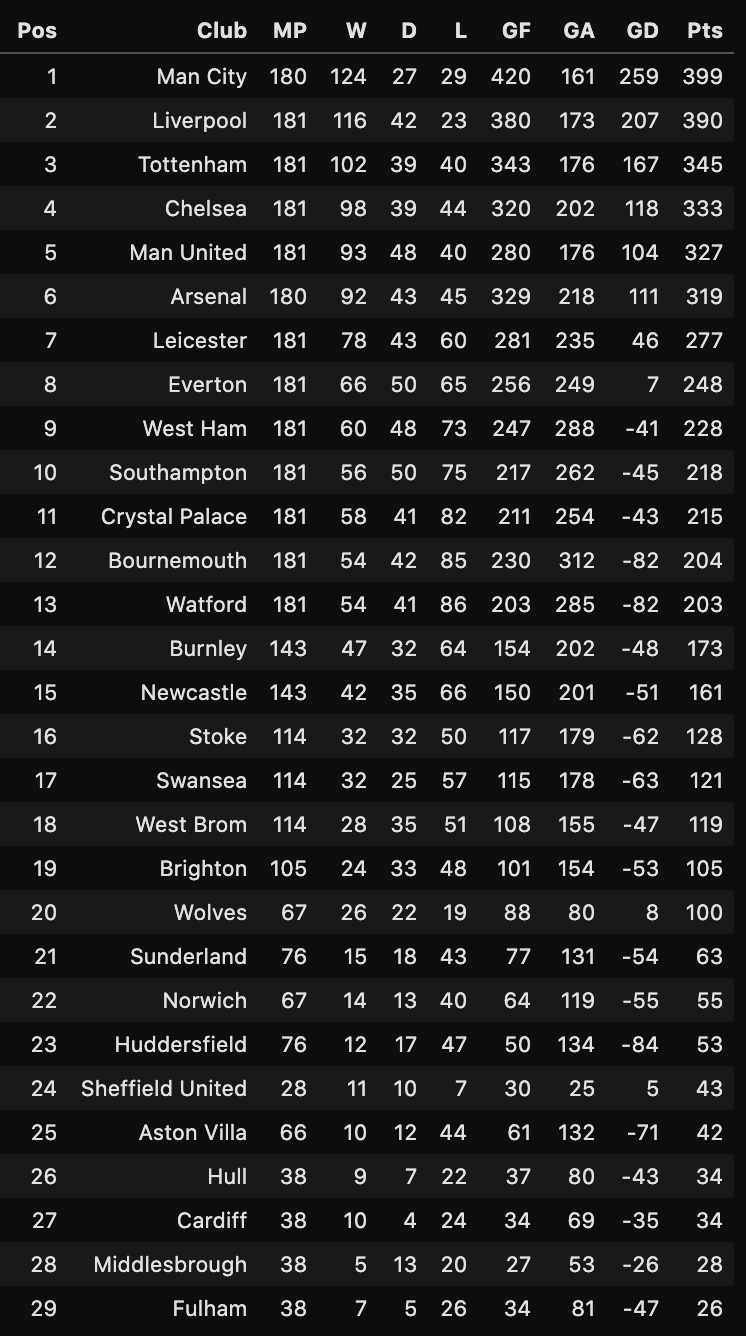 Pos Club MP W D L GF GA GD Pts
1 Man City 180 124 27 29 420 161 259 399
2 Liverpool 181 116 42 23 380 173 207 390
3 Tottenham 181 102 39 40 343 176 167 345
4 Chelsea 181 98 39 44 320 202 118 333
5 Man United 181 93 48 40 280 176 104 327
6 Arsenal 180 92 43 45 329 218 111 319
7 Leicester 181 78 43 60 281 235 46 277
8 Everton 181 66 50 65 256 249 7 248
9 West Ham 181 60 48 73 247 288 -41 228
10 Southampton 181 56 50 75 217 262 -45 218
11 Crystal Palace 181 58 41 82 211 254 -43 215
12 Bournemouth 181 54 42 85 230 312 -82 204
13 Watford 181 54 41 86 203 285 -82 203
14 Burnley 143 47 32 64 154 202 -48 173
15 Newcastle 143 42 35 66 150 201 -51 161
16 Stoke 114 32 32 50 117 179 -62 128
17 Swansea 114 32 25 57 115 178 -63 121
18 West Brom 114 28 35 51 108 155 -47 119
19 Brighton 105 24 33 48 101 154 -53 105
20 Wolves 67 26 22 19 88 80 8 100
21 Sunderland 76 15 18 43 77 131 -54 63
22 Norwich 67 14 13 40 64 119 -55 55
23 Huddersfield 76 12 17 47 50 134 -84 53
24 Sheffield United 28 11 10 7 30 25 5 43
25 Aston Villa 66 10 12 44 61 132 -71 42
26 Hull 38 9 7 22 37 80 -43 34
27 Cardiff 38 10 4 24 34 69 -35 34
28 Middlesbrough 38 5 13 20 27 53 -26 28
29 Fulham 38 7 5 26 34 81 -47 26